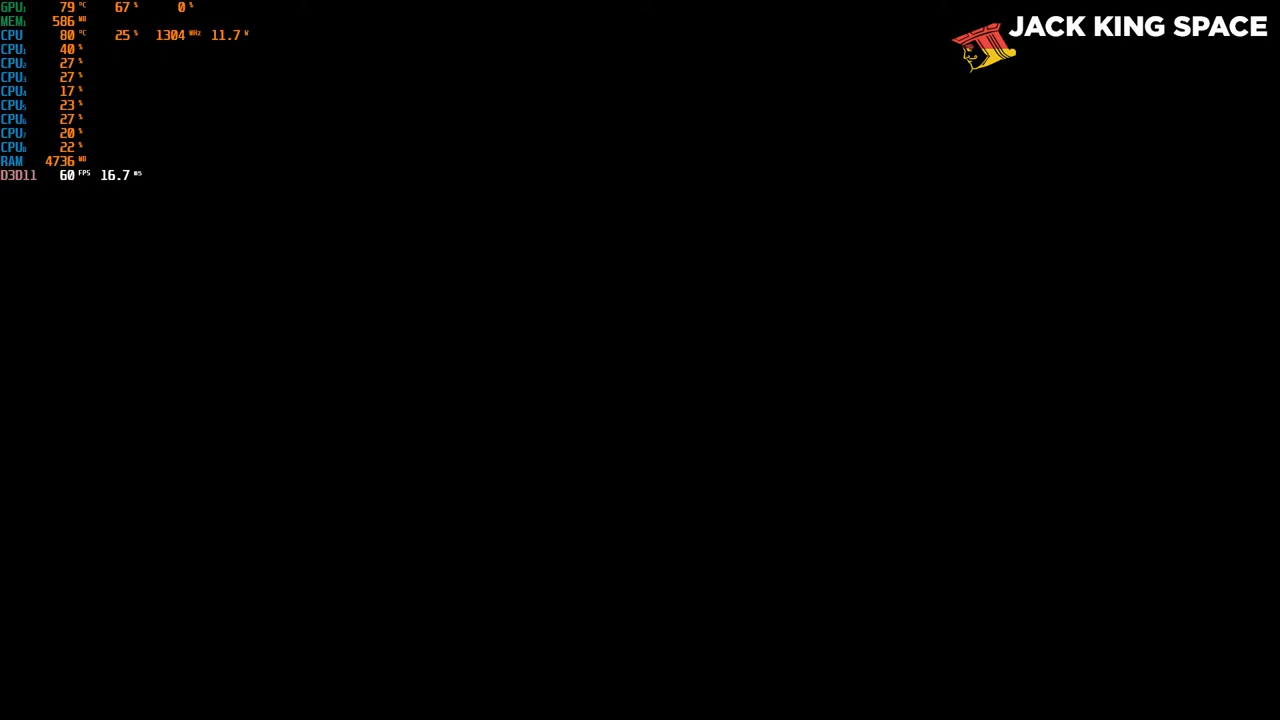 GPU₁ 79 °C 67 % 0 %
MEM₁ 586 MB
CPU 80 °C 25 % 1304 MHz 11.7 W
CPU₁ 40 %
CPU₂ 27 %
CPU₃ 27 %
CPU₄ 17 %
CPU₅ 23 %
CPU₆ 27 %
CPU₇ 20 %
CPU₈ 22 %
RAM 4736 MB
D3D11 60 FPS 16.7 ms
JACK KING SPACE